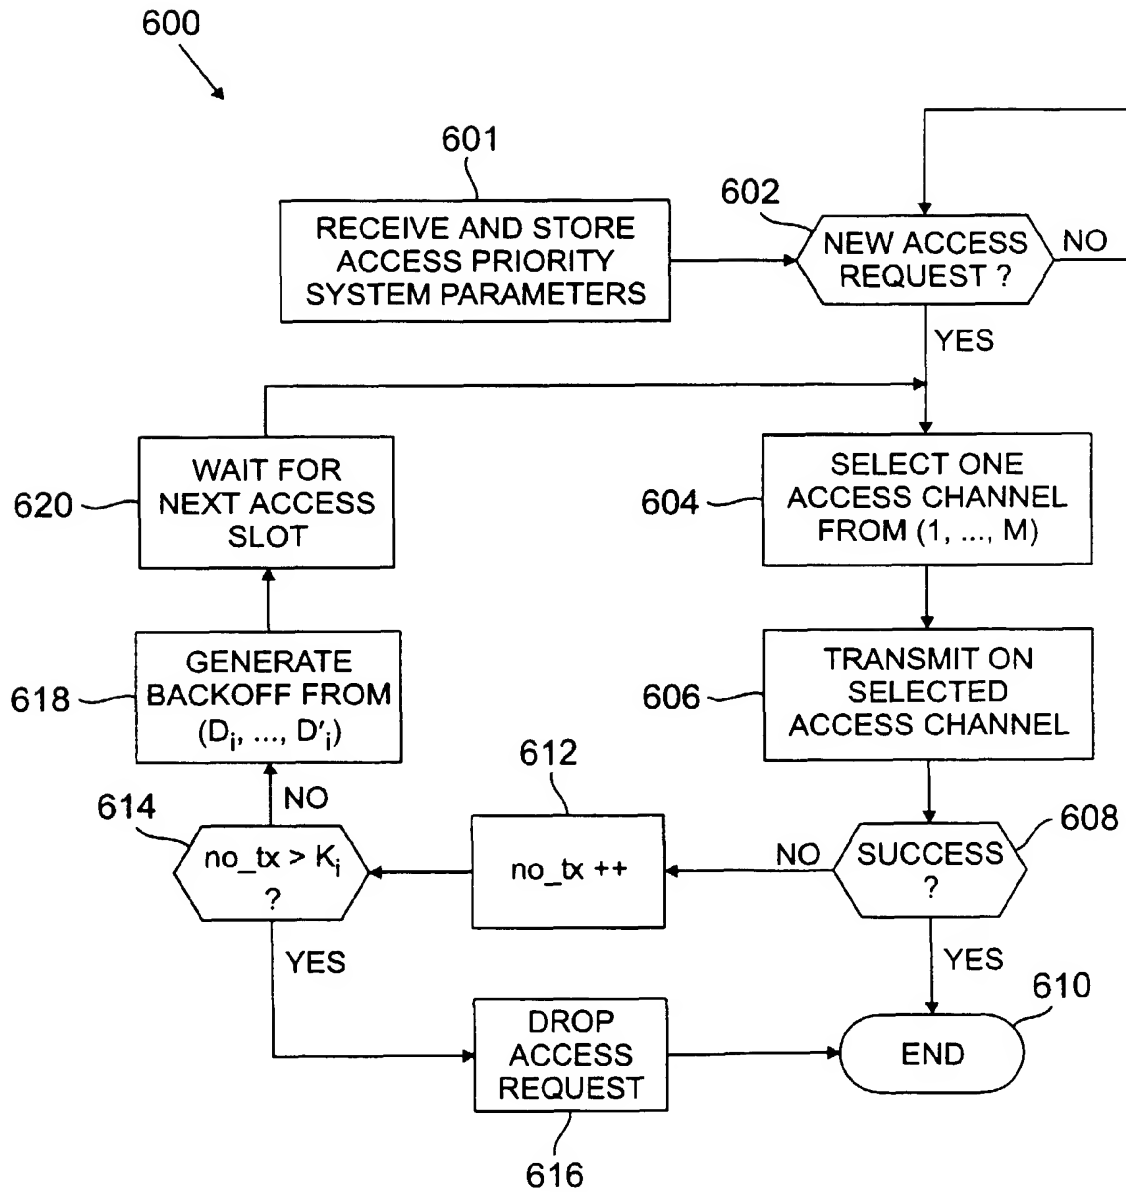 600
601
RECEIVE AND STORE
ACCESS PRIORITY
SYSTEM PARAMETERS
602
NEW ACCESS
REQUEST ?
NO
YES
620
WAIT FOR
NEXT ACCESS
SLOT
604
SELECT ONE
ACCESS CHANNEL
FROM (1, ..., M)
618
GENERATE
BACKOFF FROM
(Di, ..., D'i)
606
TRANSMIT ON
SELECTED
ACCESS CHANNEL
614
NO
no_tx > Ki
?
YES
612
no_tx ++
NO
608
SUCCESS
?
YES
DROP
ACCESS
REQUEST
616
610
END